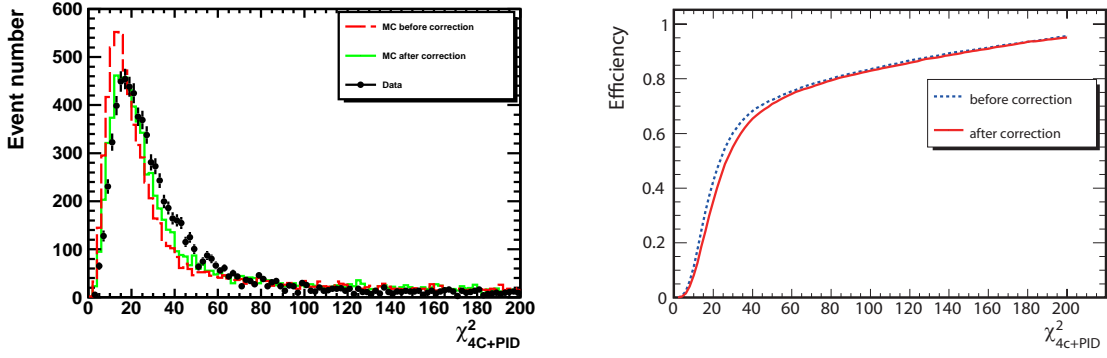 Event number
600
500
400
300
200
100
0
0 20 40 60 80 100 120 140 160 180 200
χ²4C+PID
MC before correction
MC after correction
Data
Efficiency
1
0.8
0.6
0.4
0.2
0
0 20 40 60 80 100 120 140 160 180 200
χ²4c+PID
before correction
after correction